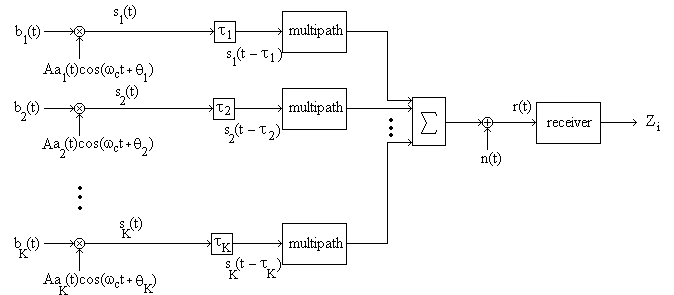 b₁(t) s₁(t) τ₁ multipath
Aa₁(t)cos(ω_c t + θ₁) s₁(t − τ₁)
b₂(t) s₂(t) τ₂ multipath
Aa₂(t)cos(ω_c t + θ₂) s₂(t − τ₂)
Σ r(t) receiver Z_i
n(t)
b_K(t) s_K(t) τ_K multipath
Aa_K(t)cos(ω_c t + θ_K) s_K(t − τ_K)